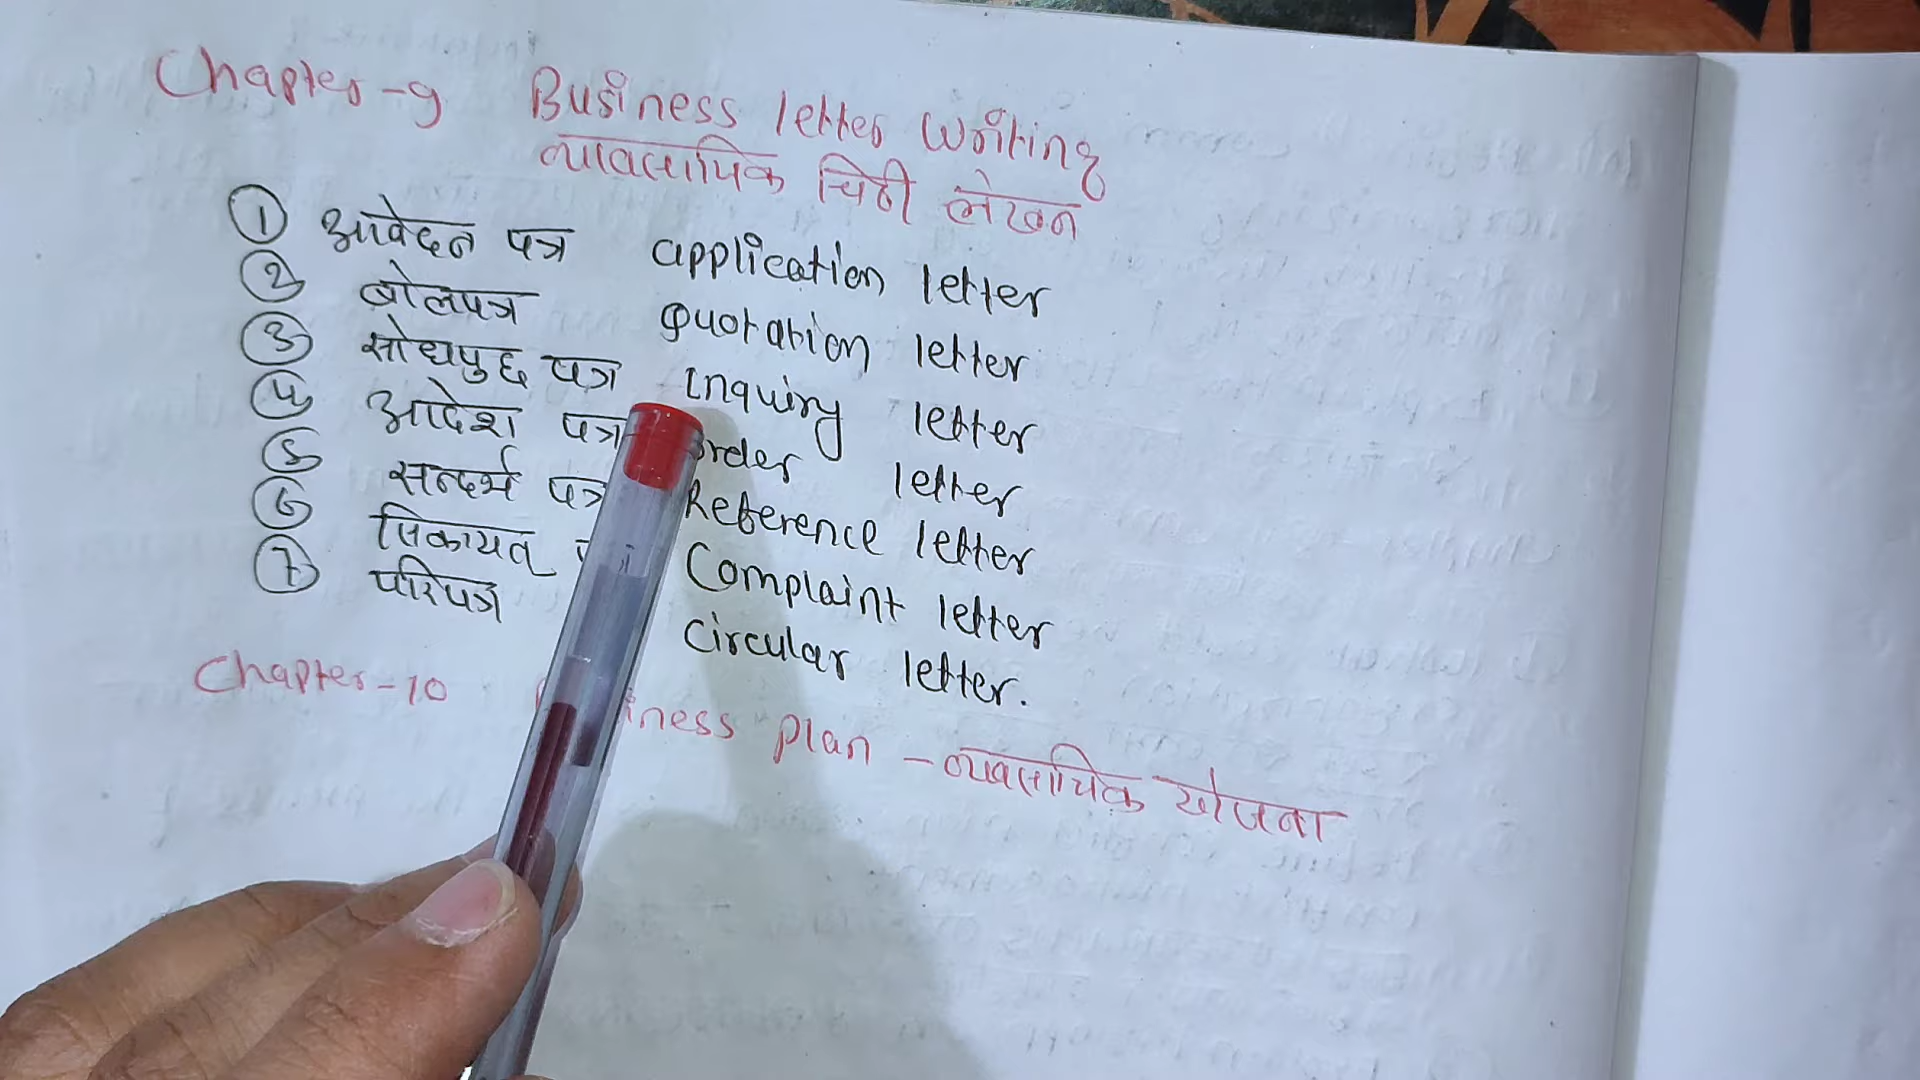 Chapter-9 Business letter Writing
व्यावसायिक चिठी लेखन
① आवेदन पत्र application letter
② बोलपत्र Quotation letter
③ सोधपुछ पत्र Inquiry letter
④ आदेश पत्र order letter
⑤ सन्दर्भ पत्र Reference letter
⑥ सिकायत Complaint letter
⑦ परिपत्र circular letter.
Chapter-10 plan - व्यवसायिक योजना